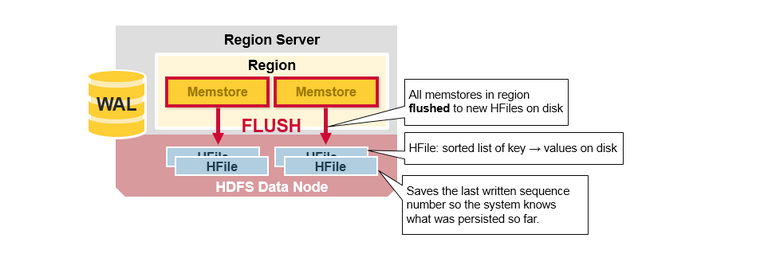 Region Server
Region
Memstore
Memstore
WAL
All memstores in region
flushed to new HFiles on disk
FLUSH
HFile: sorted list of key → values on disk
HFile
HFile
HFile
HFile
HDFS Data Node
Saves the last written sequence
number so the system knows
what was persisted so far.